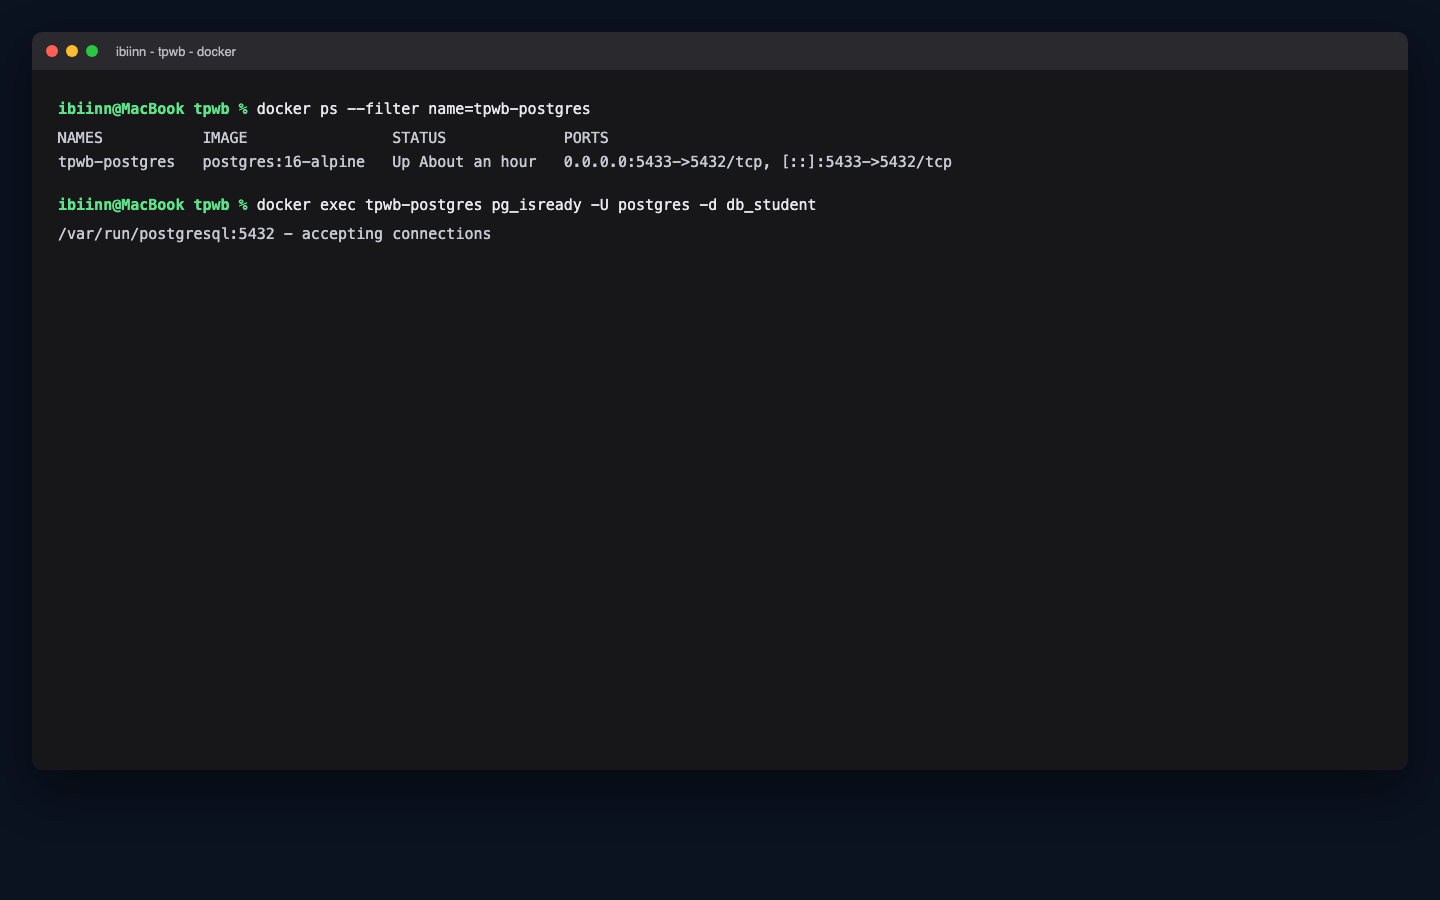 ibiinn - tpwb - docker
ibiinn@MacBook tpwb % docker ps --filter name=tpwb-postgres
NAMES IMAGE STATUS PORTS
tpwb-postgres postgres:16-alpine Up About an hour 0.0.0.0:5433->5432/tcp, [::]:5433->5432/tcp
ibiinn@MacBook tpwb % docker exec tpwb-postgres pg_isready -U postgres -d db_student
/var/run/postgresql:5432 - accepting connections